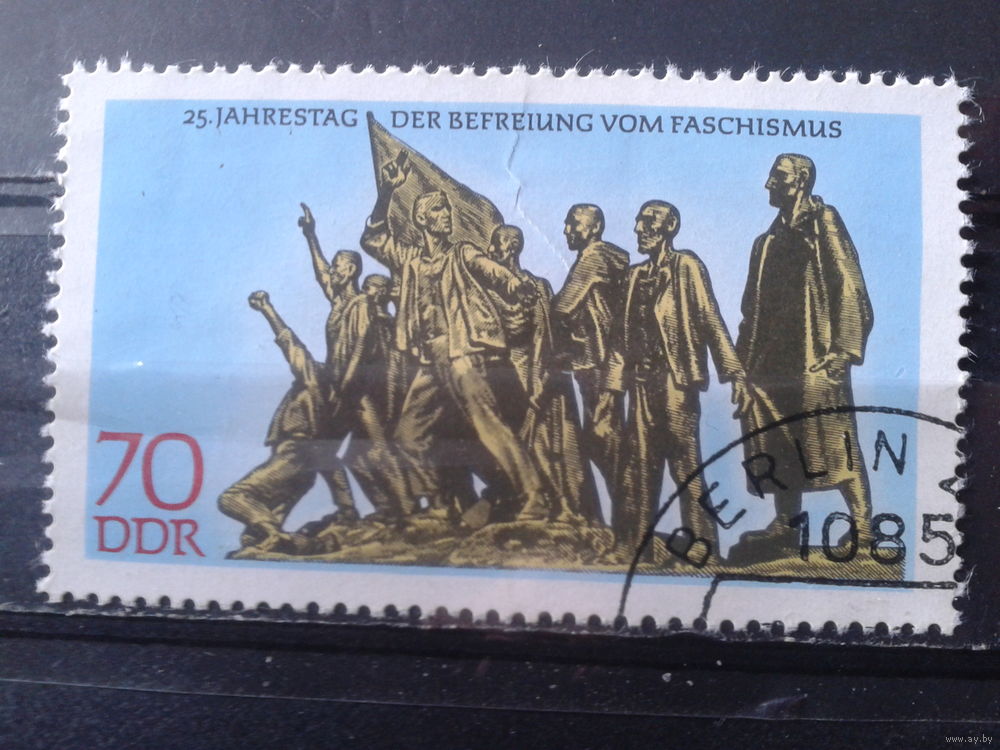 25. JAHRESTAG DER BEFREIUNG VOM FASCHISMUS
70
DDR
BERLIN
1085
www.ay.by